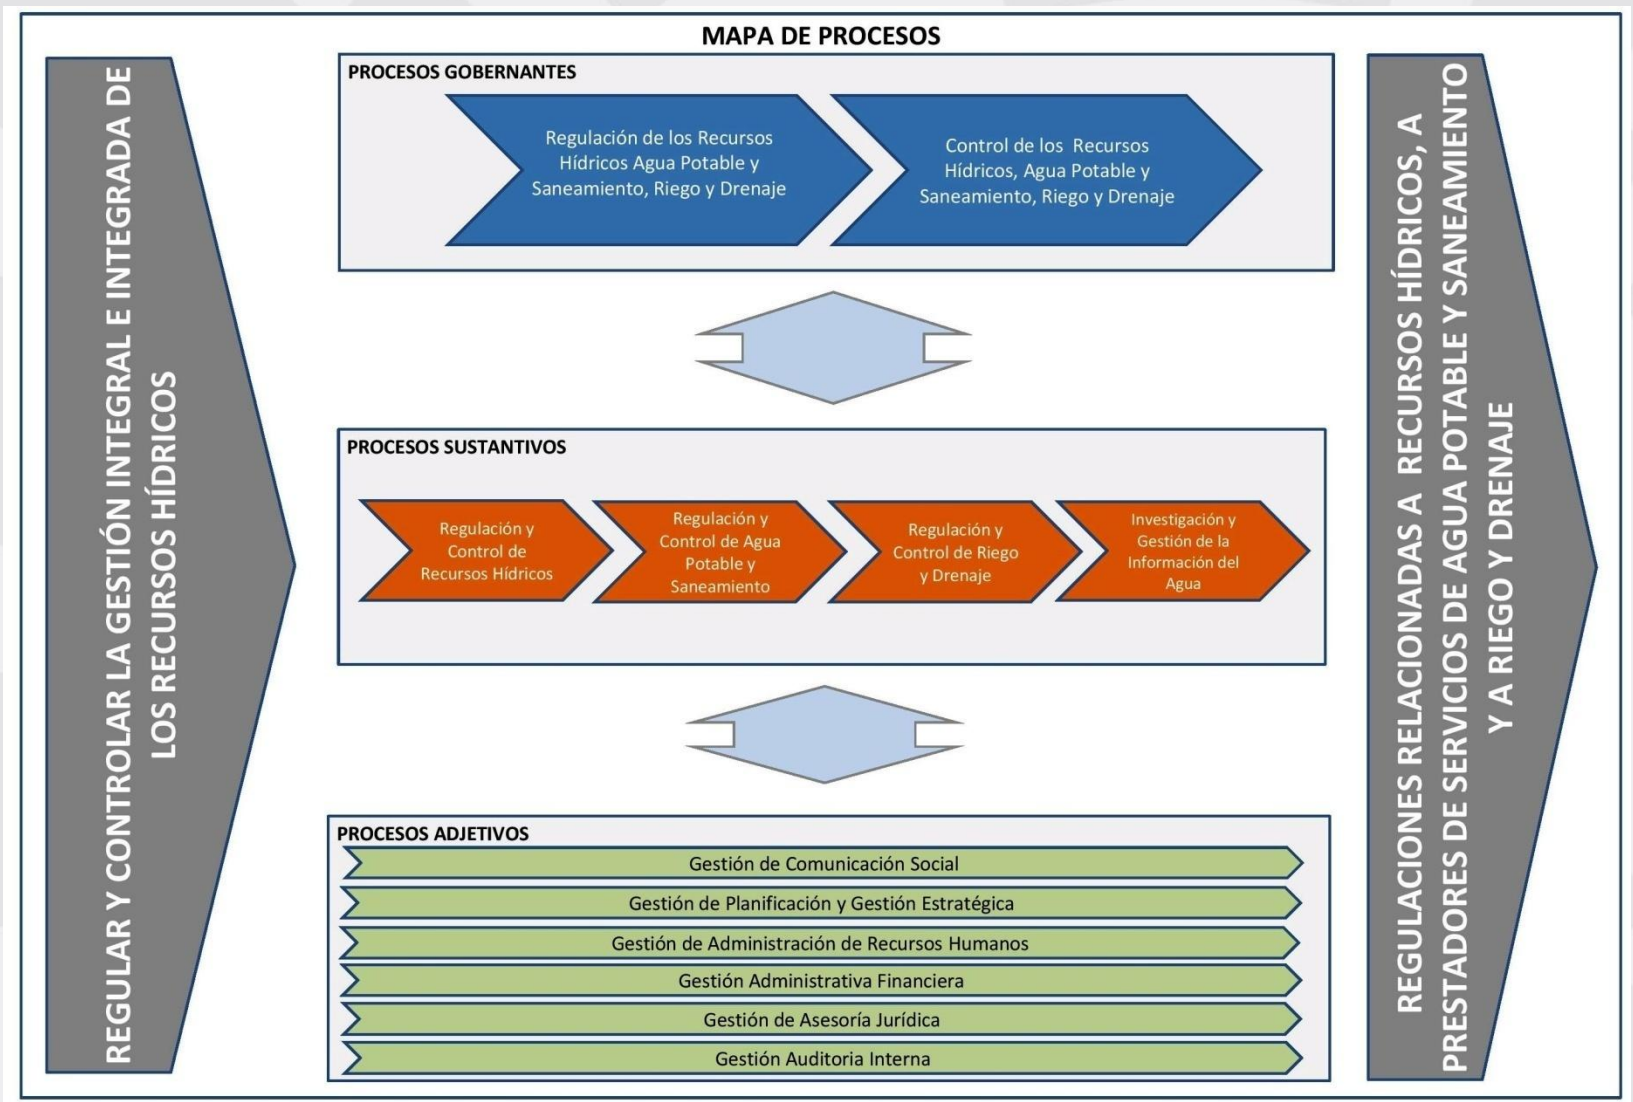 MAPA DE PROCESOS
REGULAR Y CONTROLAR LA GESTIÓN INTEGRAL E INTEGRADA DE
LOS RECURSOS HÍDRICOS
PROCESOS GOBERNANTES
Regulación de los Recursos
Hídricos Agua Potable y
Saneamiento, Riego y Drenaje
Control de los Recursos
Hídricos, Agua Potable y
Saneamiento, Riego y Drenaje
PROCESOS SUSTANTIVOS
Regulación y
Control de
Recursos Hídricos
Regulación y
Control de Agua
Potable y
Saneamiento
Regulación y
Control de Riego
y Drenaje
Investigación y
Gestión de la
Información del
Agua
PROCESOS ADJETIVOS
Gestión de Comunicación Social
Gestión de Planificación y Gestión Estratégica
Gestión de Administración de Recursos Humanos
Gestión Administrativa Financiera
Gestión de Asesoría Jurídica
Gestión Auditoria Interna
REGULACIONES RELACIONADAS A RECURSOS HÍDRICOS, A
PRESTADORES DE SERVICIOS DE AGUA POTABLE Y SANEAMIENTO
Y A RIEGO Y DRENAJE